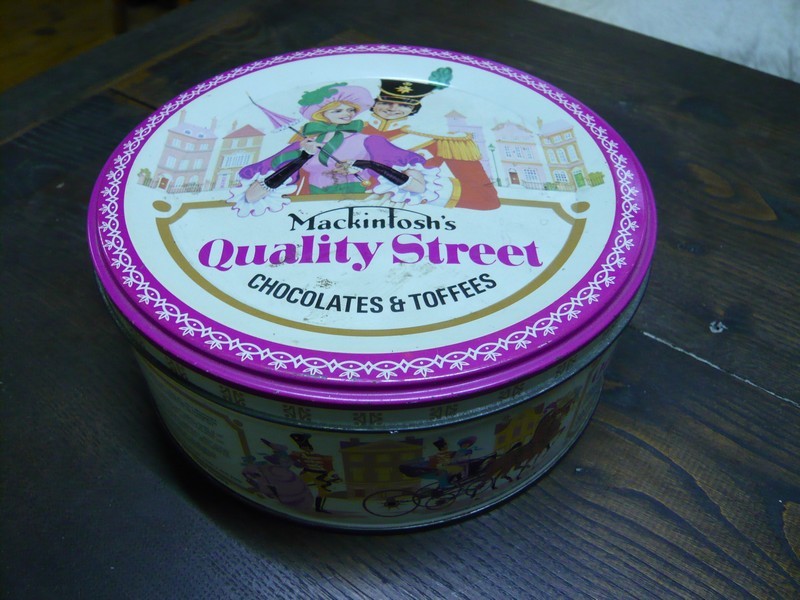 Mackintosh's
Quality Street
CHOCOLATES & TOFFEES